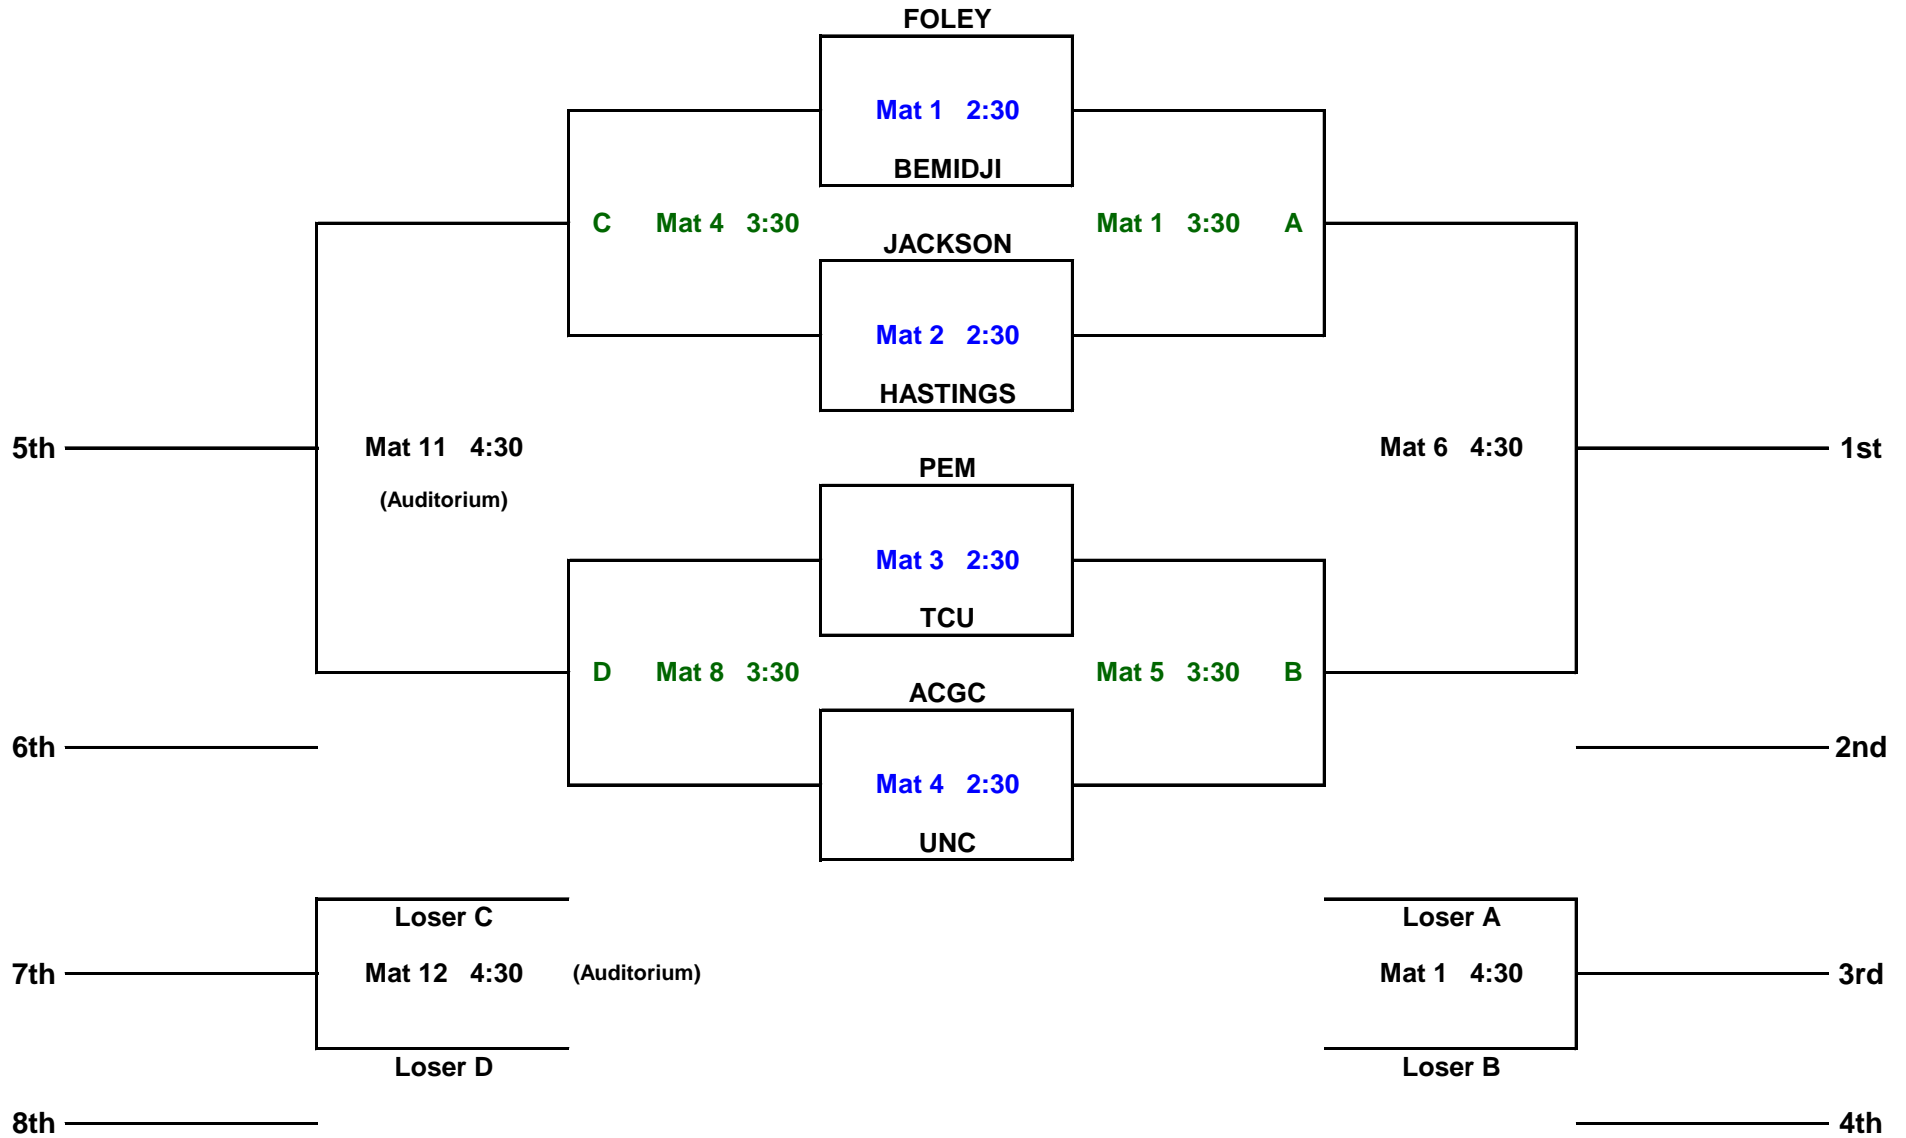 FOLEY
Mat 1 2:30
BEMIDJI
C Mat 4 3:30 Mat 1 3:30 A
JACKSON
Mat 2 2:30
HASTINGS
5th Mat 11 4:30 Mat 6 4:30 1st
PEM
(Auditorium)
Mat 3 2:30
TCU
D Mat 8 3:30 Mat 5 3:30 B
ACGC
6th 2nd
Mat 4 2:30
UNC
Loser C Loser A
7th Mat 12 4:30 (Auditorium) Mat 1 4:30 3rd
Loser D Loser B
8th 4th